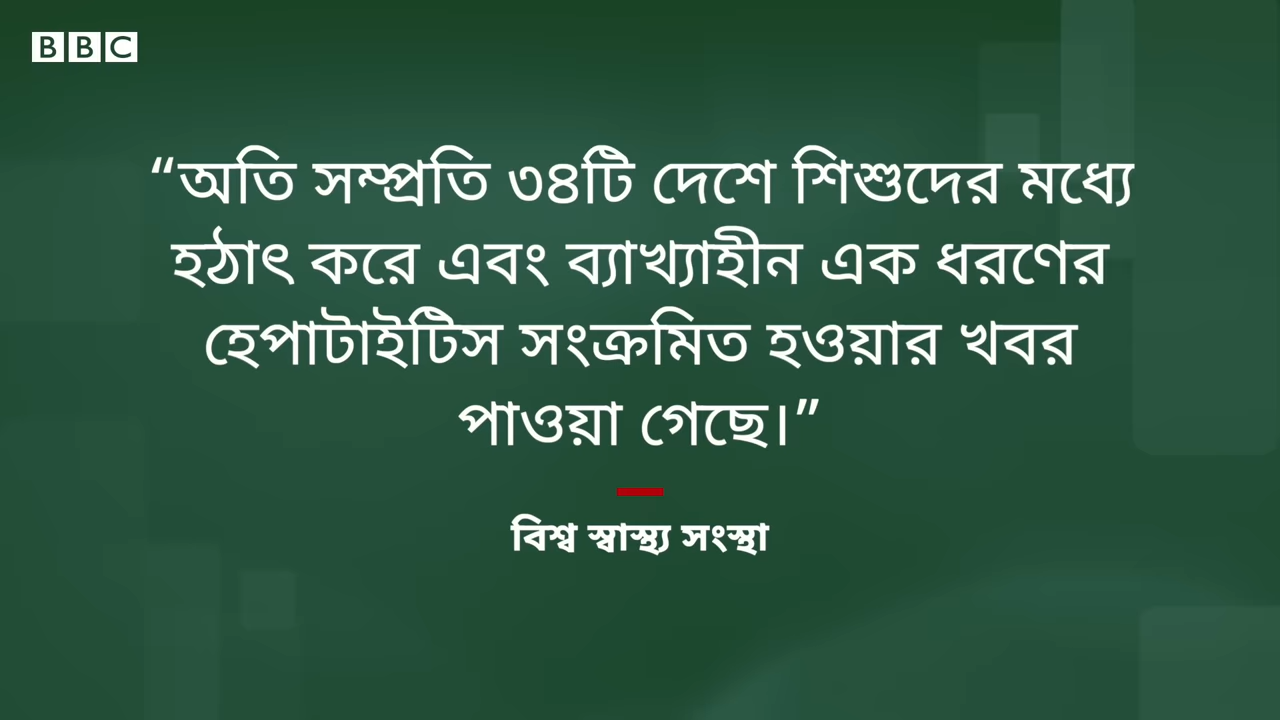 BBC
“অতি সম্প্রতি ৩৪টি দেশে শিশুদের মধ্যে
হঠাৎ করে এবং ব্যাখ্যাহীন এক ধরণের
হেপাটাইটিস সংক্রমিত হওয়ার খবর
পাওয়া গেছে।”
বিশ্ব স্বাস্থ্য সংস্থা